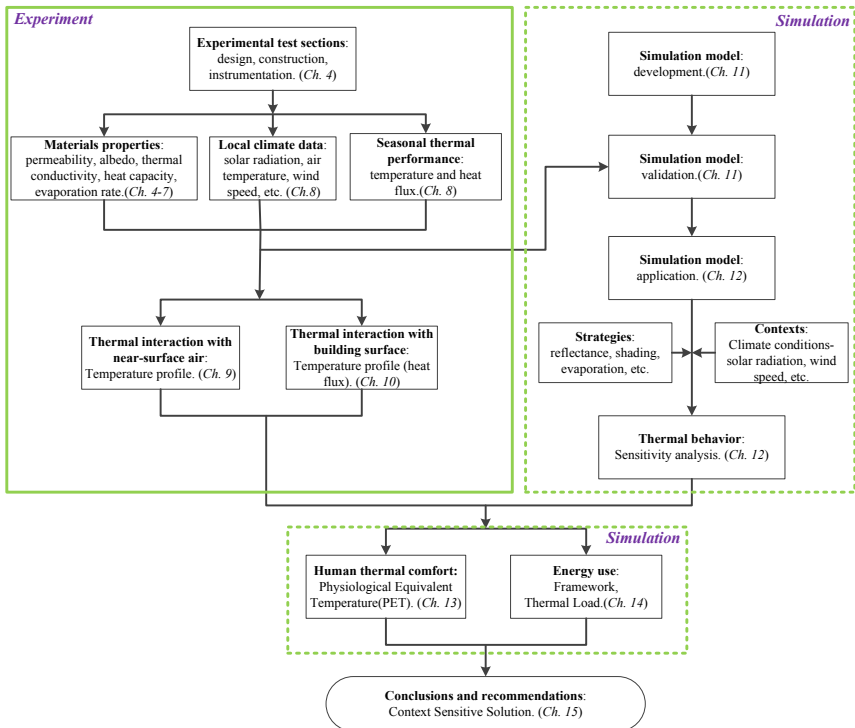 Experiment
Experimental test sections:
design, construction,
instrumentation. (Ch. 4)
Materials properties:
permeability, albedo, thermal
conductivity, heat capacity,
evaporation rate.(Ch. 4-7)
Local climate data:
solar radiation, air
temperature, wind
speed, etc. (Ch.8)
Seasonal thermal
performance:
temperature and heat
flux.(Ch. 8)
Thermal interaction with
near-surface air:
Temperature profile. (Ch. 9)
Thermal interaction with
building surface:
Temperature profile (heat
flux). (Ch. 10)
Simulation
Simulation model:
development.(Ch. 11)
Simulation model:
validation.(Ch. 11)
Simulation model:
application. (Ch. 12)
Strategies:
reflectance, shading,
evaporation, etc.
Contexts:
Climate conditions-
solar radiation, wind
speed, etc.
Thermal behavior:
Sensitivity analysis. (Ch. 12)
Simulation
Human thermal comfort:
Physiological Equivalent
Temperature(PET). (Ch. 13)
Energy use:
Framework,
Thermal Load.(Ch. 14)
Conclusions and recommendations:
Context Sensitive Solution. (Ch. 15)